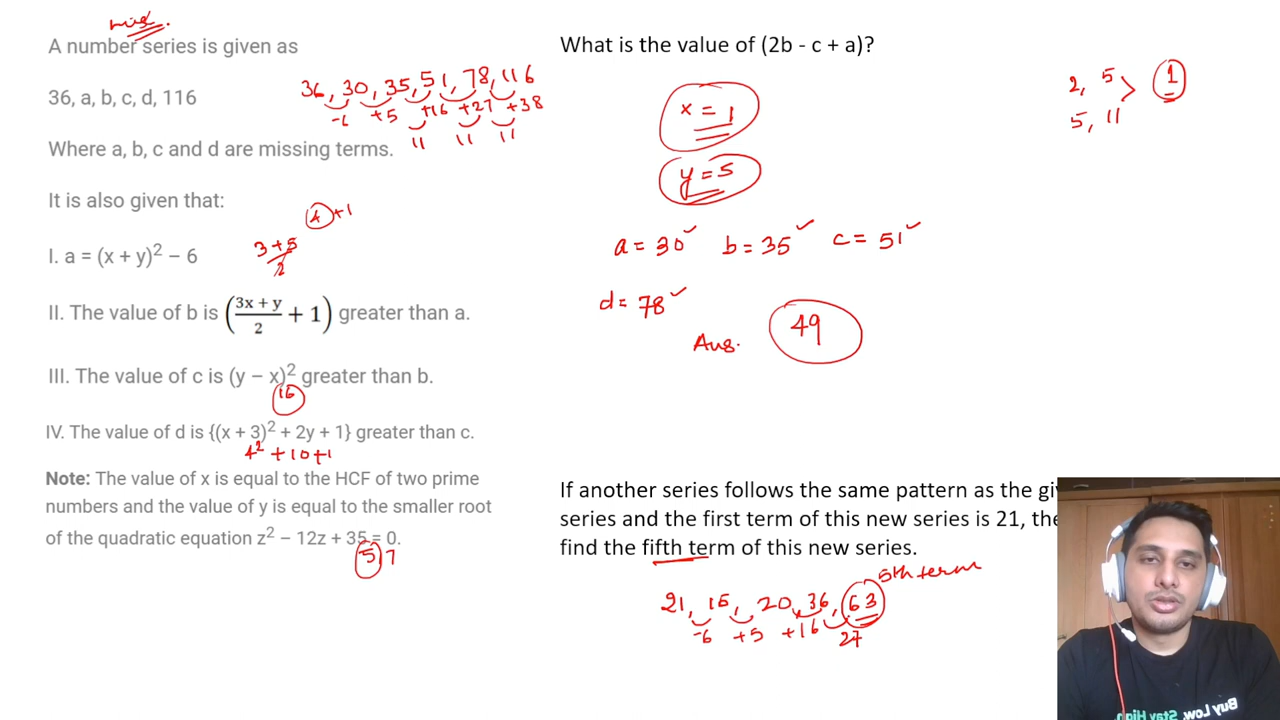 mis.
A number series is given as
36, a, b, c, d, 116
36, 30, 35, 51, 78, 116
-6 +5 +16 +27 +38
11 11 11
Where a, b, c and d are missing terms.
It is also given that:
4 + 1
3 + 5
2
I. a = (x + y)² − 6
II. The value of b is ((3x + y)/2 + 1) greater than a.
III. The value of c is (y − x)² greater than b.
16
IV. The value of d is {(x + 3)² + 2y + 1} greater than c.
4² + 10 + 1
Note: The value of x is equal to the HCF of two prime
numbers and the value of y is equal to the smaller root
of the quadratic equation z² − 12z + 35 = 0.
5, 7
What is the value of (2b - c + a)?
x = 1
y = 5
a = 30 b = 35 c = 51
d = 78
Ans. 49
2, 5 1
5, 11
If another series follows the same pattern as the gi
series and the first term of this new series is 21, the
find the fifth term of this new series.
5th term
21, 15, 20, 36, 63
-6 +5 +16 27
Buy Low,
Stay High